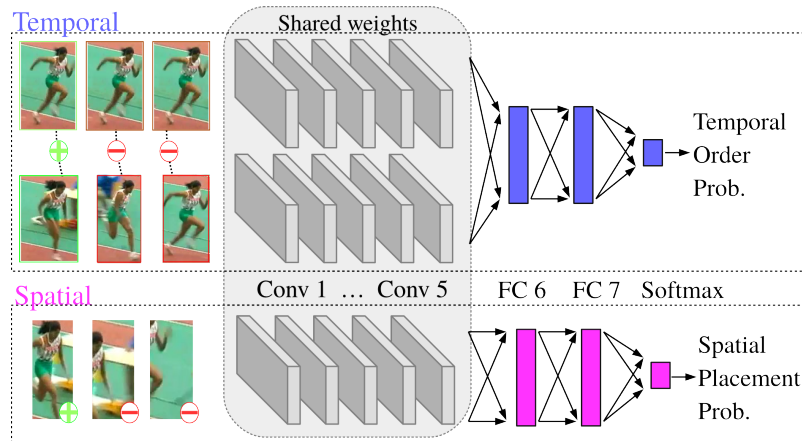 Temporal
Shared weights
Temporal
Order
Prob.
Conv 1 … Conv 5
FC 6
FC 7
Softmax
Spatial
Spatial
Placement
Prob.